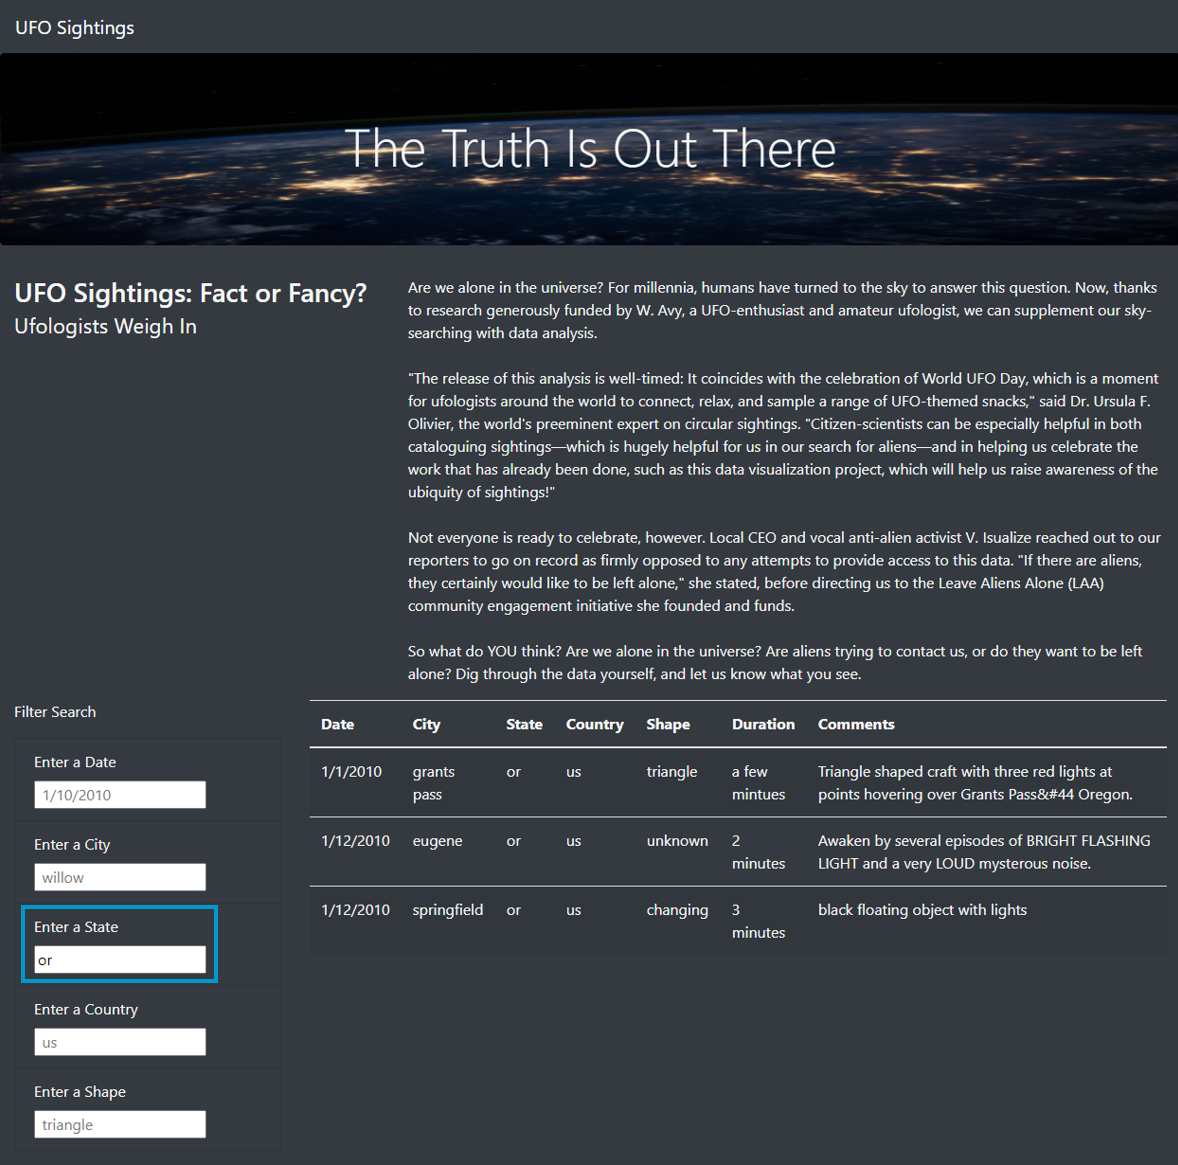 UFO Sightings
The Truth Is Out There
UFO Sightings: Fact or Fancy?
Ufologists Weigh In
Are we alone in the universe? For millennia, humans have turned to the sky to answer this question. Now, thanks
to research generously funded by W. Avy, a UFO-enthusiast and amateur ufologist, we can supplement our sky-
searching with data analysis.
"The release of this analysis is well-timed: It coincides with the celebration of World UFO Day, which is a moment
for ufologists around the world to connect, relax, and sample a range of UFO-themed snacks," said Dr. Ursula F.
Olivier, the world's preeminent expert on circular sightings. "Citizen-scientists can be especially helpful in both
cataloguing sightings—which is hugely helpful for us in our search for aliens—and in helping us celebrate the
work that has already been done, such as this data visualization project, which will help us raise awareness of the
ubiquity of sightings!"
Not everyone is ready to celebrate, however. Local CEO and vocal anti-alien activist V. Isualize reached out to our
reporters to go on record as firmly opposed to any attempts to provide access to this data. "If there are aliens,
they certainly would like to be left alone," she stated, before directing us to the Leave Aliens Alone (LAA)
community engagement initiative she founded and funds.
So what do YOU think? Are we alone in the universe? Are aliens trying to contact us, or do they want to be left
alone? Dig through the data yourself, and let us know what you see.
Filter Search
Enter a Date
1/10/2010
Enter a City
willow
Enter a State
or
Enter a Country
us
Enter a Shape
triangle
Date City State Country Shape Duration Comments
1/1/2010 grants or us triangle a few Triangle shaped craft with three red lights at
pass mintues points hovering over Grants Pass&#44 Oregon.
1/12/2010 eugene or us unknown 2 Awaken by several episodes of BRIGHT FLASHING
minutes LIGHT and a very LOUD mysterous noise.
1/12/2010 springfield or us changing 3 black floating object with lights
minutes